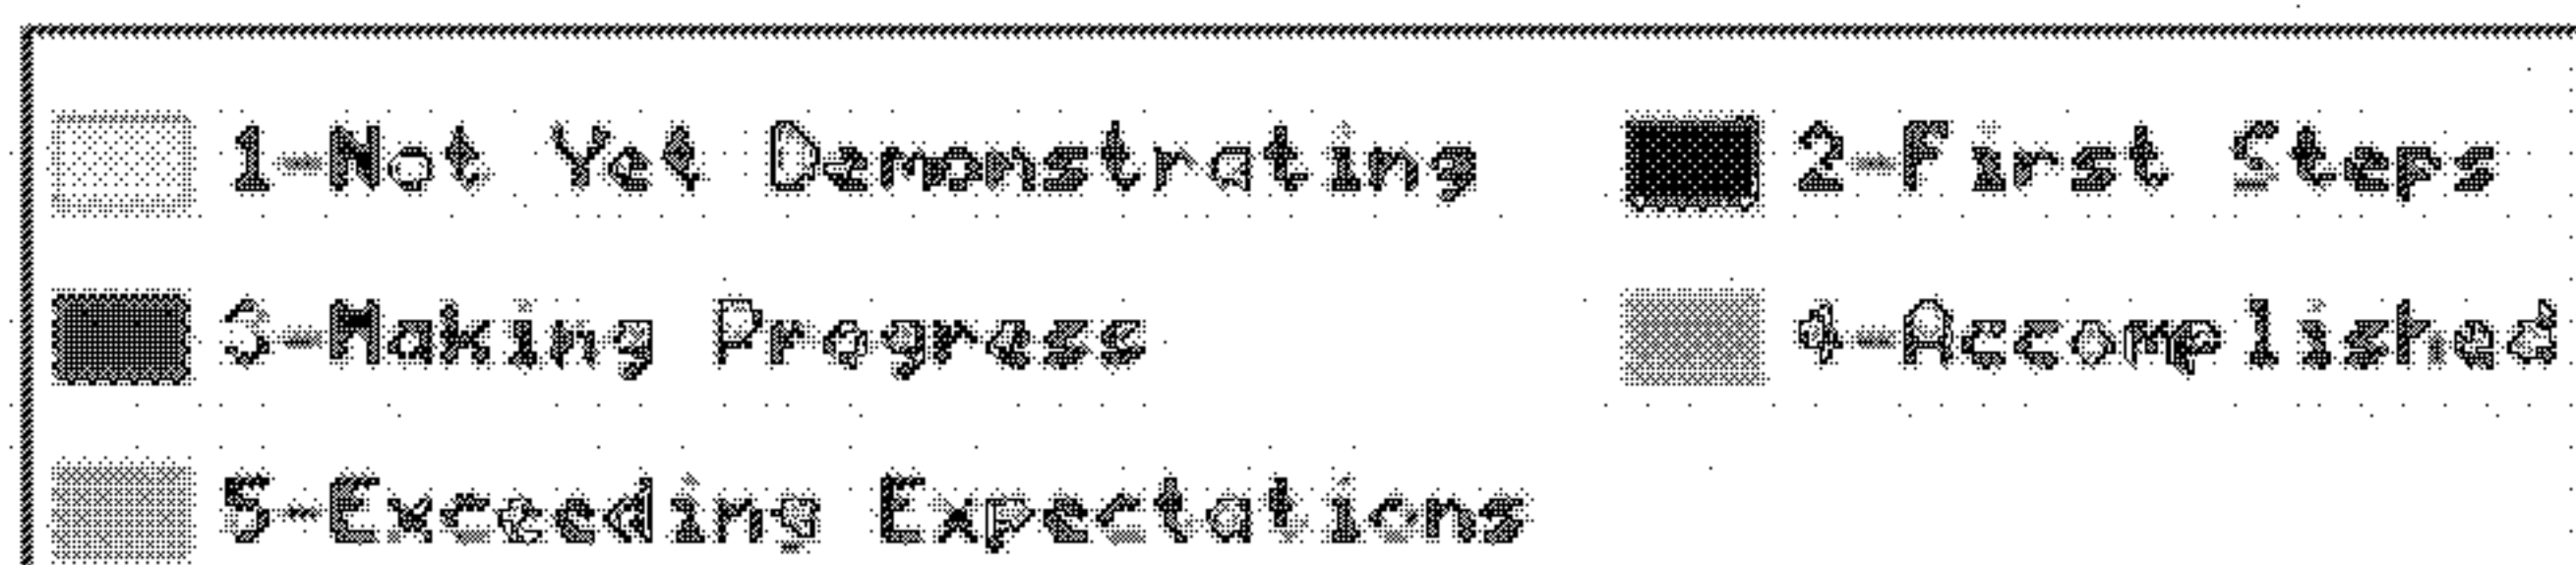 1-Not Yet Demonstrating 2-First Steps
3-Making Progress 4-Accomplished
5-Exceeding Expectations